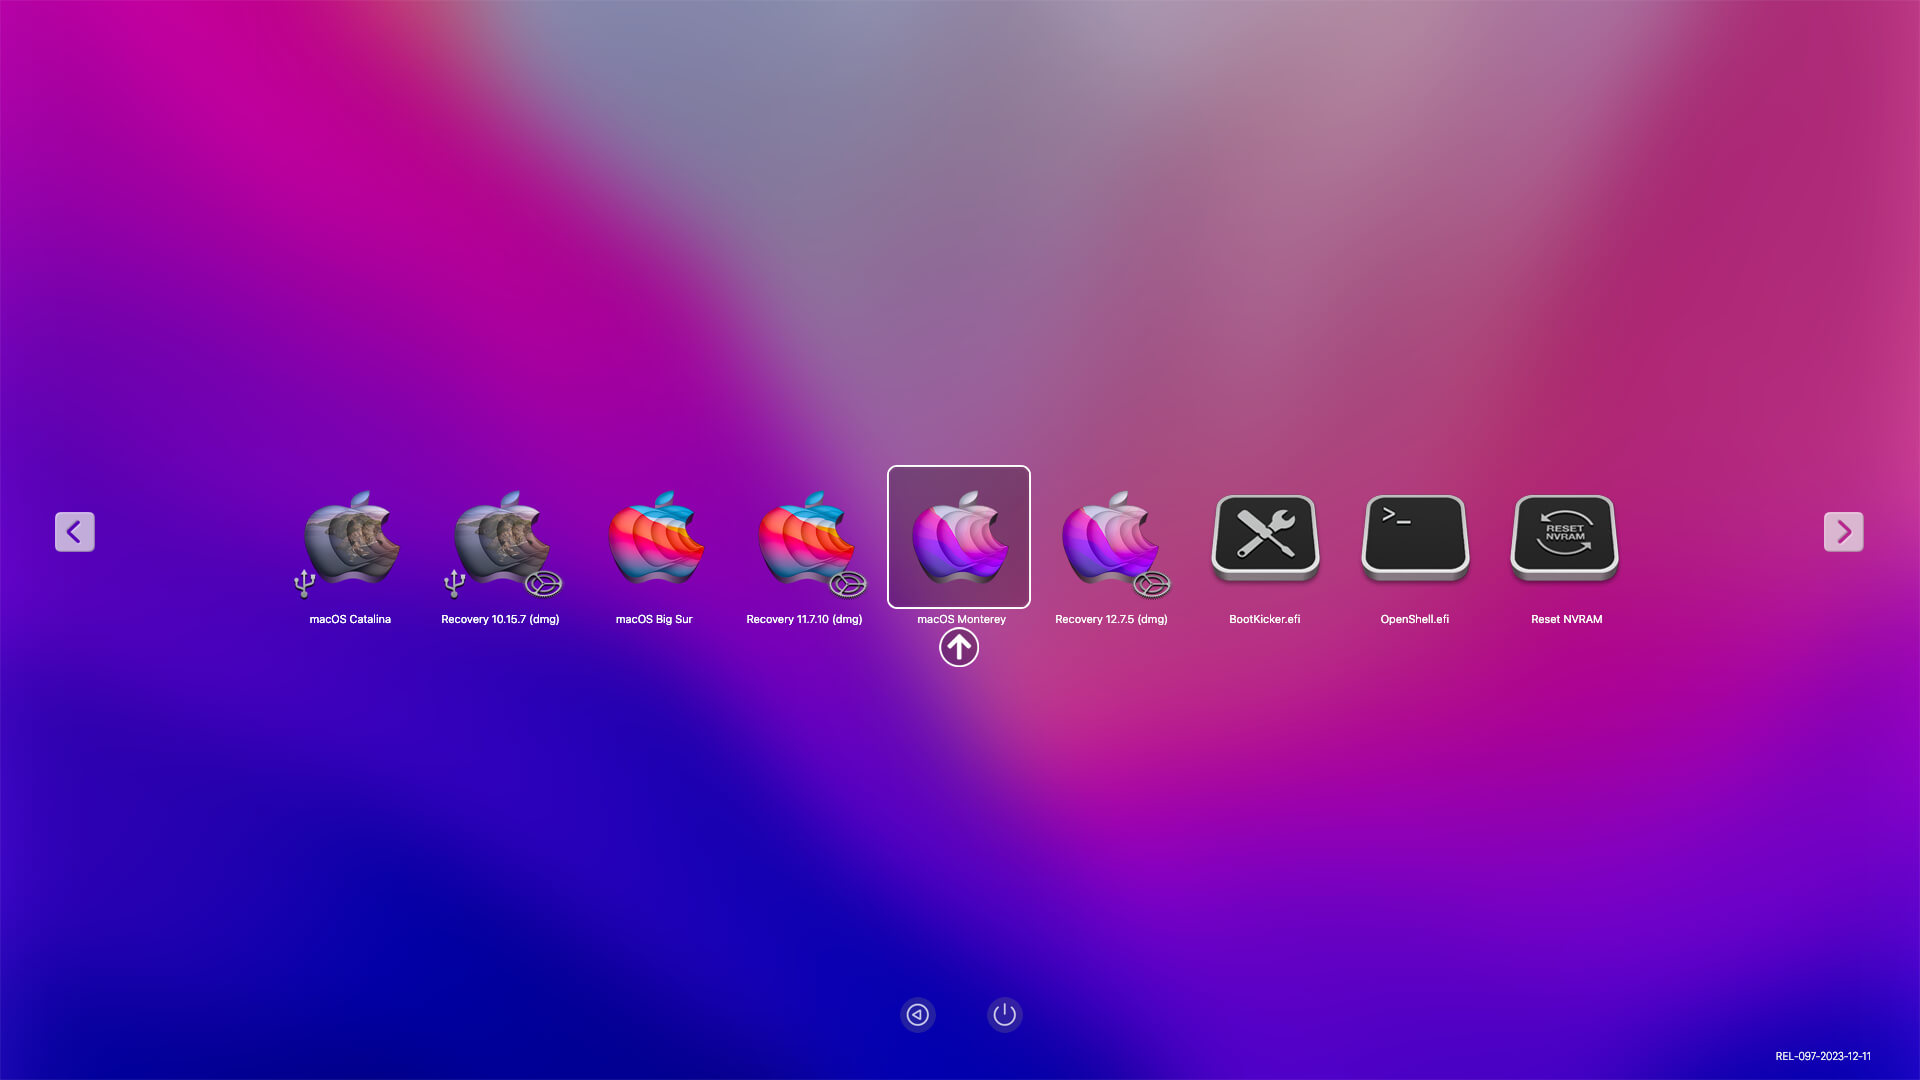 >_
RESET
NVRAM
macOS Catalina
Recovery 10.15.7 (dmg)
macOS Big Sur
Recovery 11.7.10 (dmg)
macOS Monterey
Recovery 12.7.5 (dmg)
BootKicker.efi
OpenShell.efi
Reset NVRAM
REL-097-2023-12-11